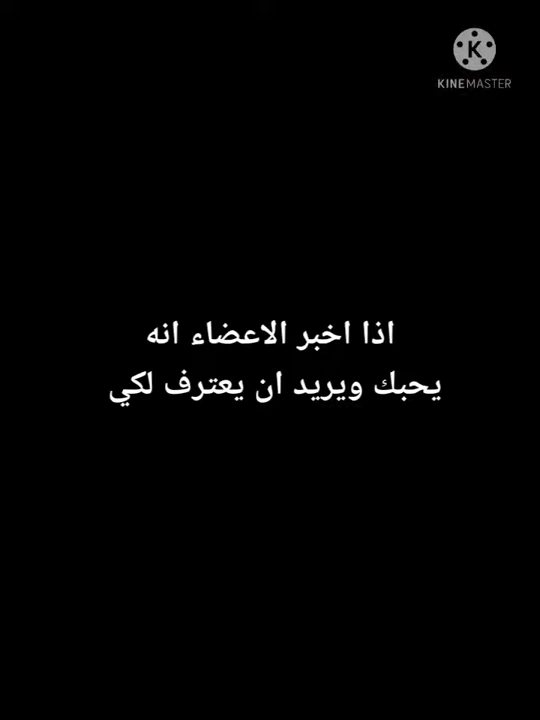 KINEMASTER
اذا اخبر الاعضاء انه
يحبك ويريد ان يعترف لكي